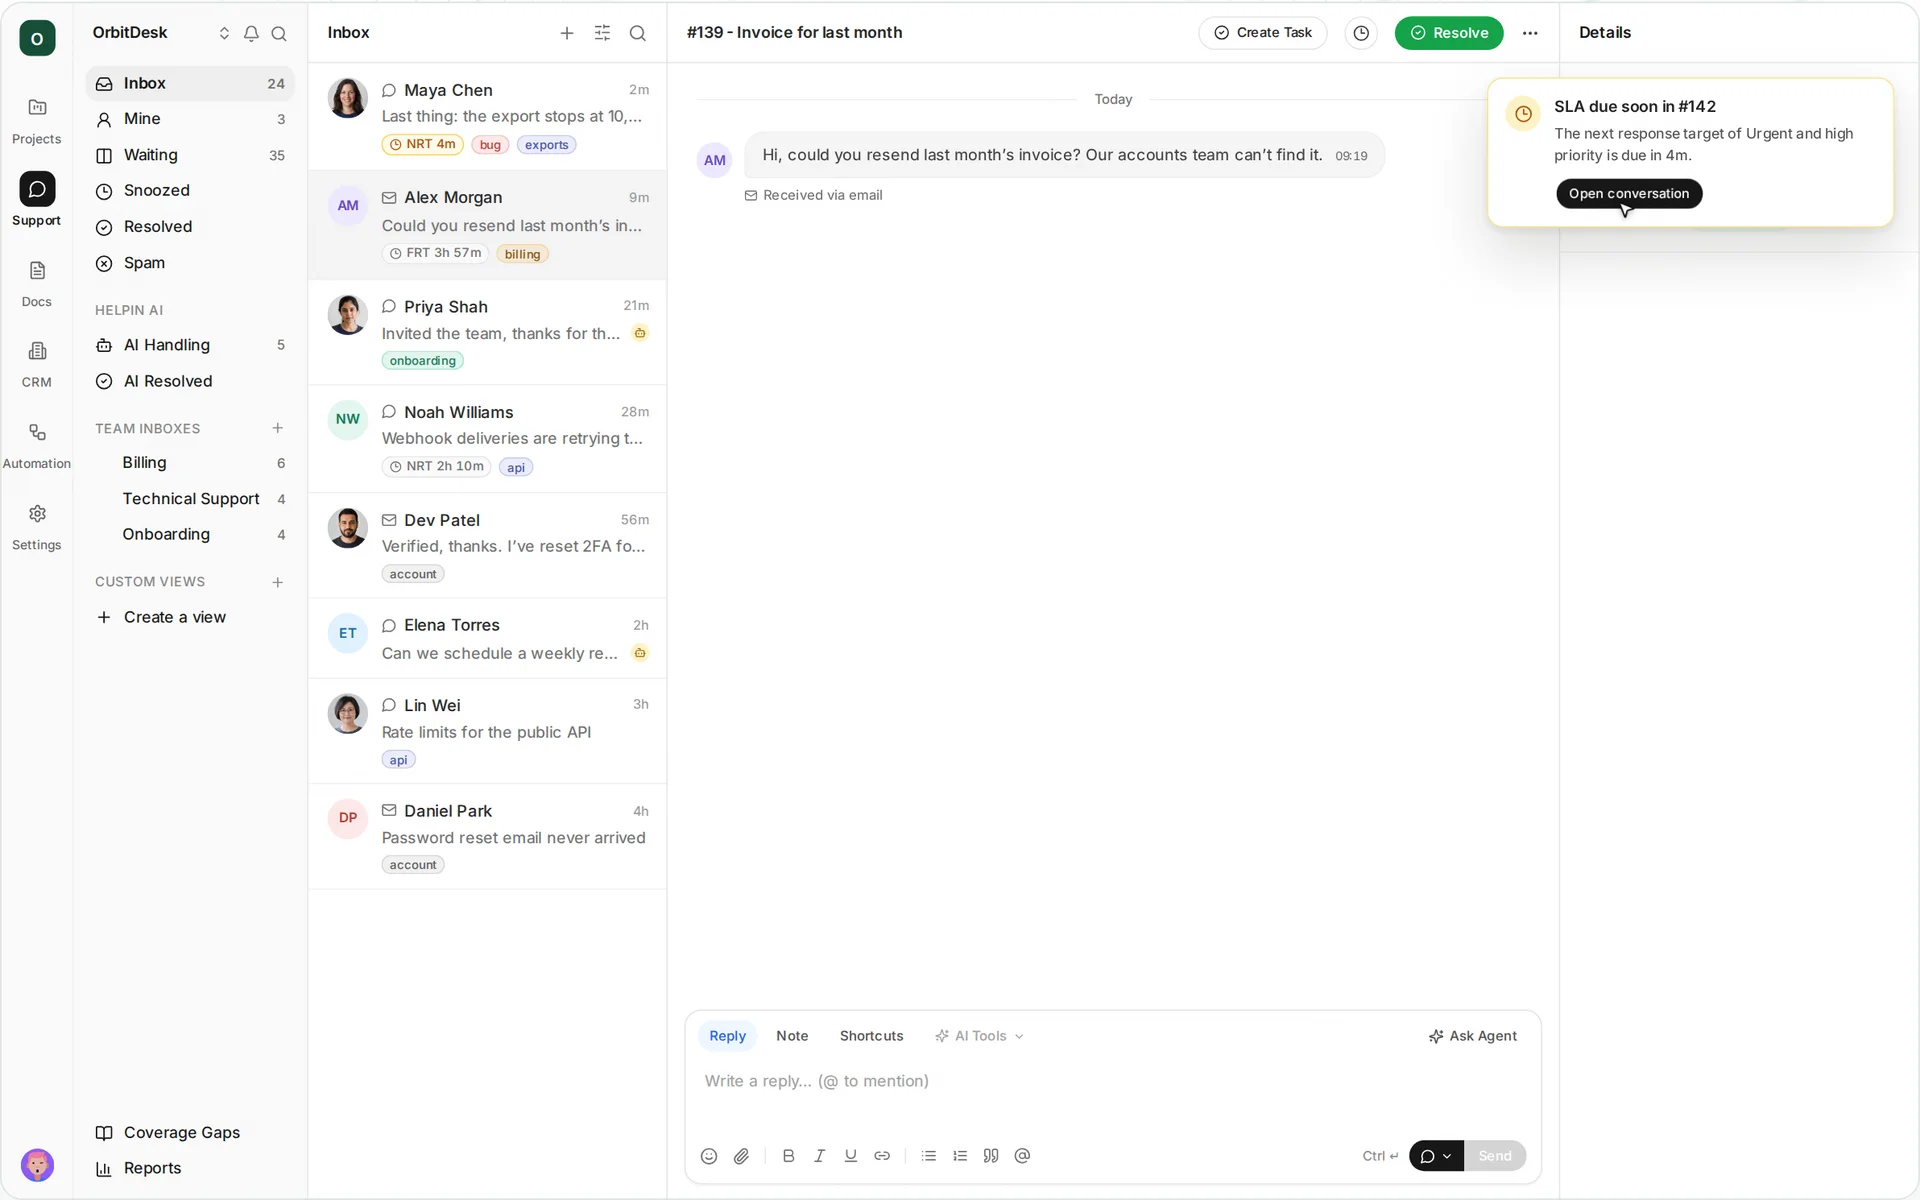 O
Projects
Support
Docs
CRM
Automation
Settings
OrbitDesk
Inbox 24
Mine 3
Waiting 35
Snoozed
Resolved
Spam
HELPIN AI
AI Handling 5
AI Resolved
TEAM INBOXES
Billing 6
Technical Support 4
Onboarding 4
CUSTOM VIEWS
Create a view
Coverage Gaps
Reports
Inbox
Maya Chen 2m
Last thing: the export stops at 10,...
NRT 4m bug exports
AM Alex Morgan 9m
Could you resend last month’s in...
FRT 3h 57m billing
Priya Shah 21m
Invited the team, thanks for th...
onboarding
NW Noah Williams 28m
Webhook deliveries are retrying t...
NRT 2h 10m api
Dev Patel 56m
Verified, thanks. I’ve reset 2FA fo...
account
ET Elena Torres 2h
Can we schedule a weekly re...
Lin Wei 3h
Rate limits for the public API
api
DP Daniel Park 4h
Password reset email never arrived
account
#139 - Invoice for last month
Create Task
Resolve
Today
AM
Hi, could you resend last month’s invoice? Our accounts team can’t find it. 09:19
Received via email
Reply Note Shortcuts AI Tools Ask Agent
Write a reply... (@ to mention)
Ctrl ↵ Send
Details
SLA due soon in #142
The next response target of Urgent and high
priority is due in 4m.
Open conversation